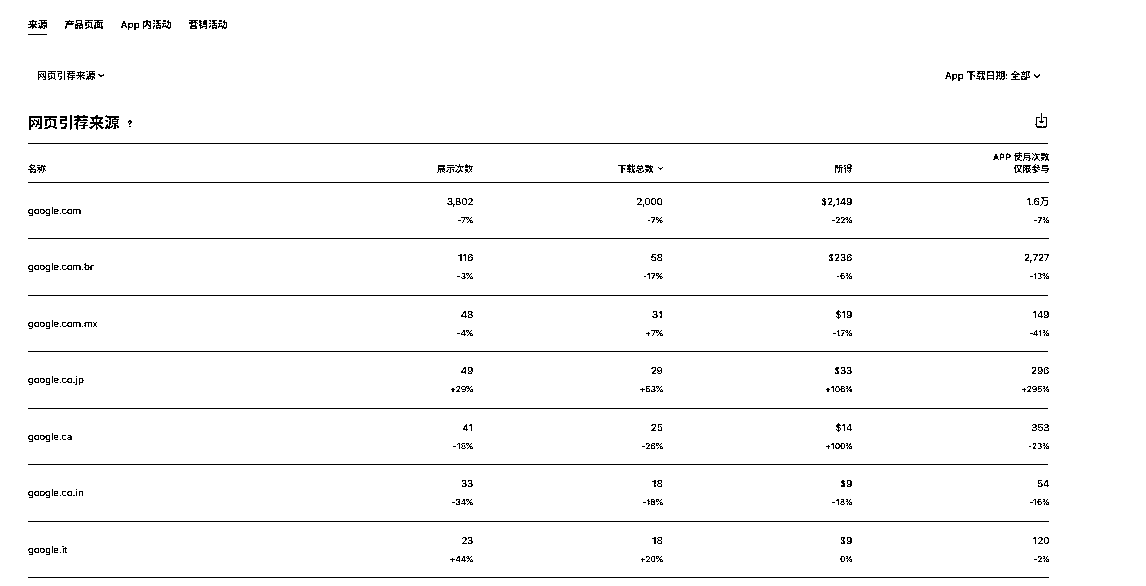 来源 产品页面 App 内活动 营销活动
网页引荐来源 App 下载日期: 全部
网页引荐来源 ?
名称 展示次数 下载总数 所得 APP 使用次数 仅限参与
google.com 3,802 2,000 $2,149 1.6万
-7% -7% -22% -7%
google.com.br 116 58 $236 2,727
-3% -17% -6% -13%
google.com.mx 48 31 $19 149
-4% +7% -17% -41%
google.co.jp 49 29 $33 296
+29% +53% +106% +295%
google.ca 41 25 $14 353
-18% -26% +100% -23%
google.co.in 33 18 $9 54
-34% -18% -18% -16%
google.it 23 18 $9 120
+44% +20% 0% -2%